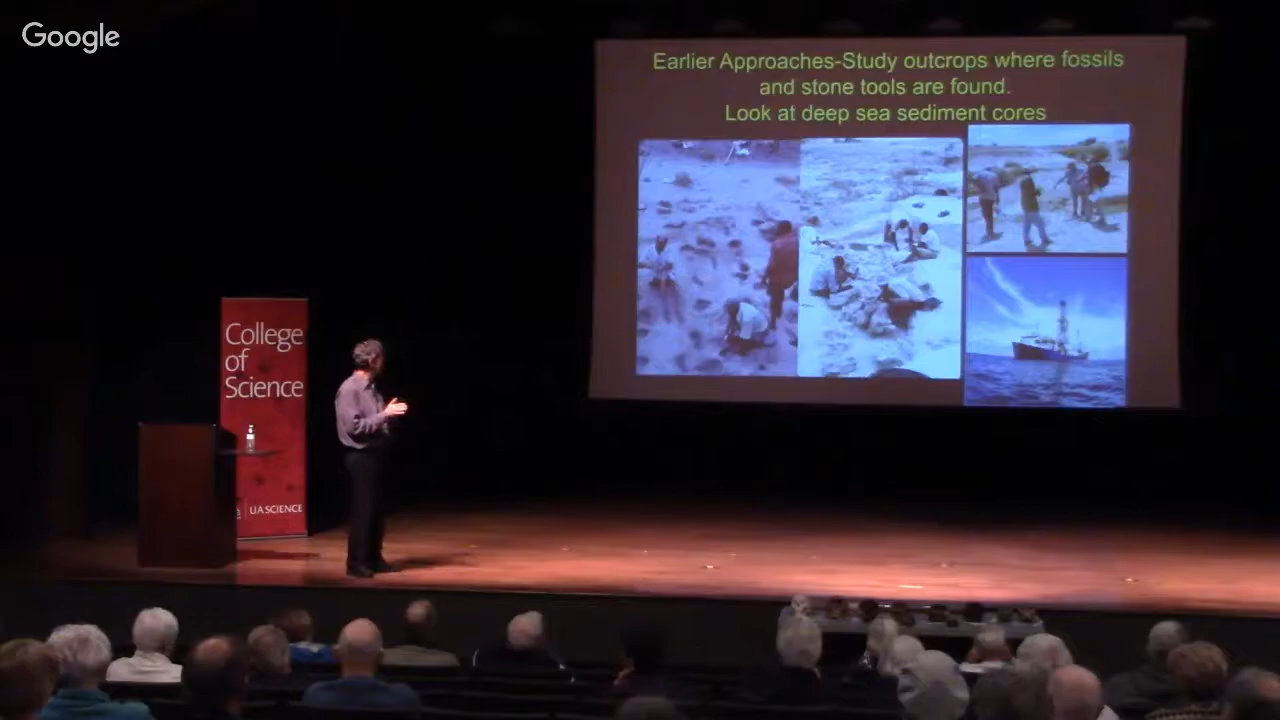 Google
Earlier Approaches-Study outcrops where fossils
and stone tools are found.
Look at deep sea sediment cores
College
of
Science
UA SCIENCE